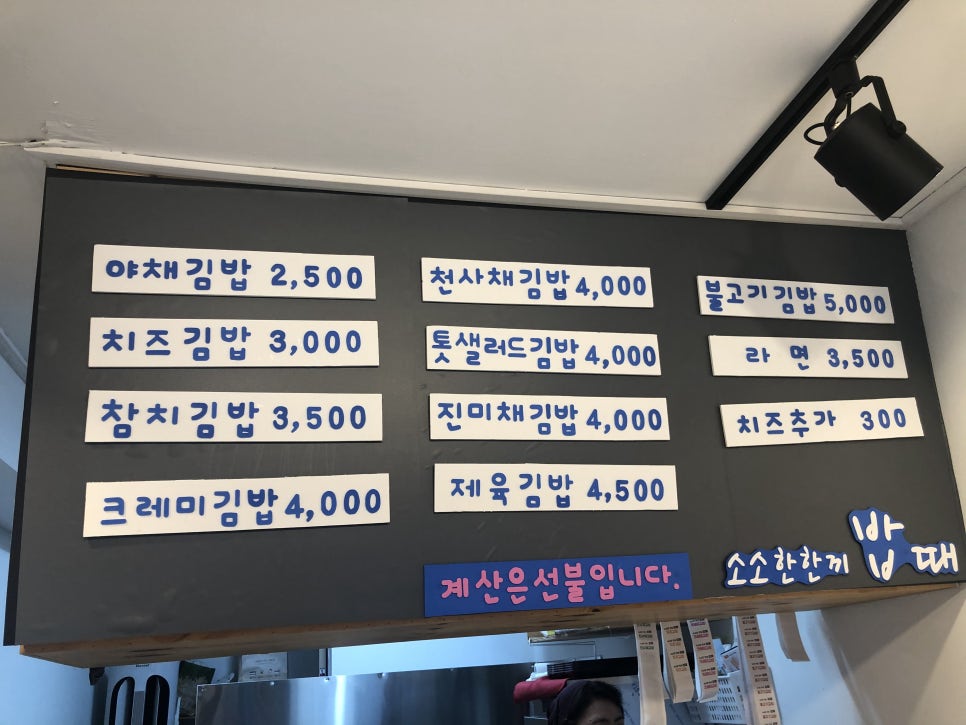 야채김밥 2,500
치즈김밥 3,000
참치김밥 3,500
크레미김밥 4,000
천사채김밥 4,000
톳샐러드김밥 4,000
진미채김밥 4,000
제육김밥 4,500
불고기김밥 5,000
라면 3,500
치즈추가 300
계산은선불입니다.
소소한한끼 밥때